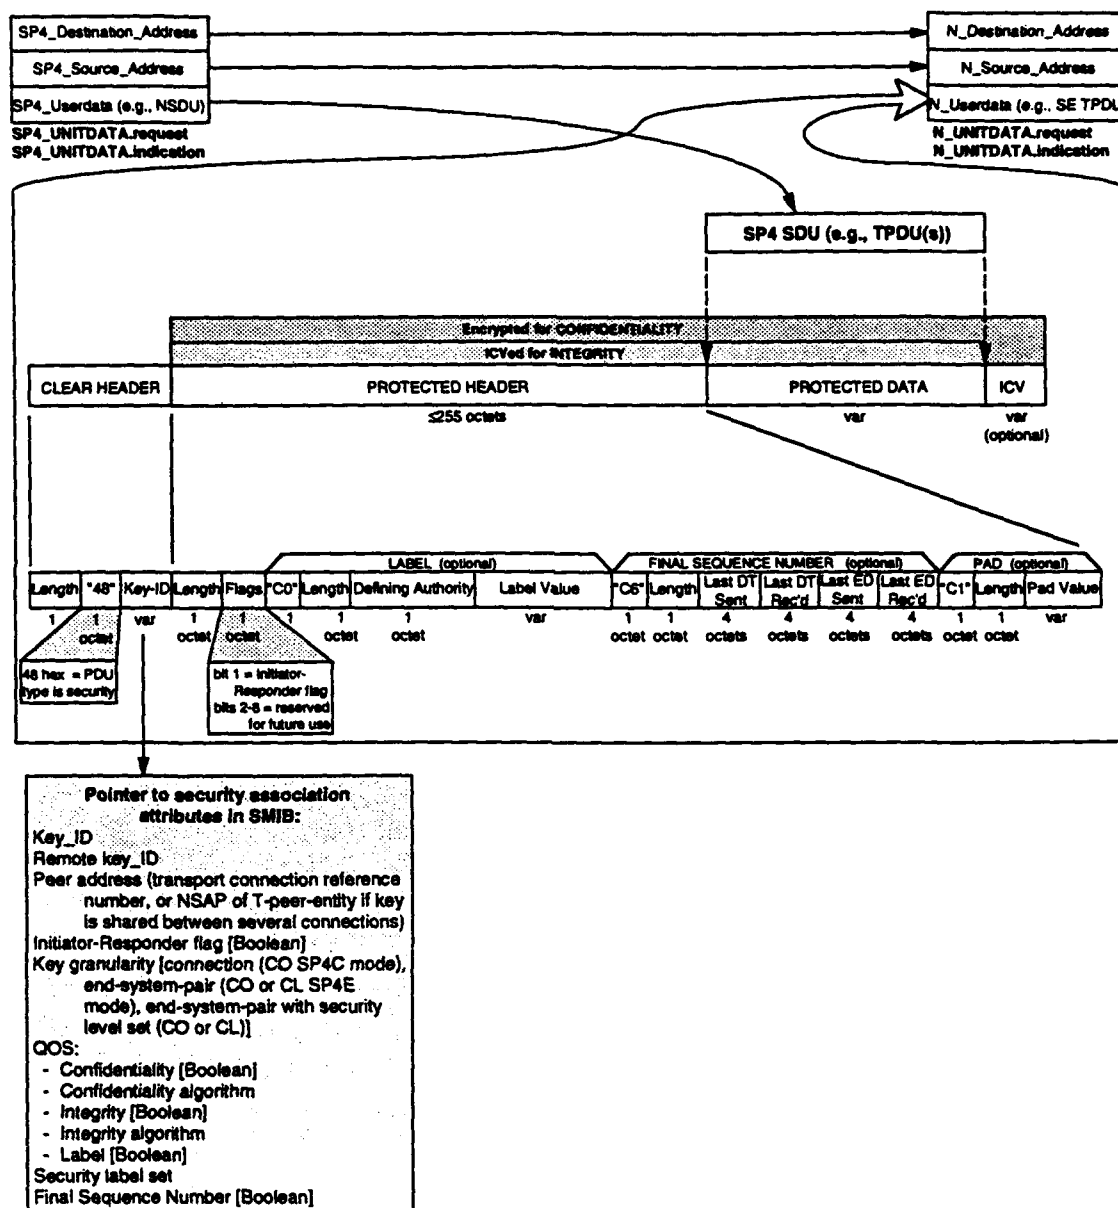 SP4_Destination_Address
SP4_Source_Address
SP4_Userdata (e.g., NSDU)
SP4_UNITDATA.request
SP4_UNITDATA.indication
N_Destination_Address
N_Source_Address
N_Userdata (e.g., SE TPDU
N_UNITDATA.request
N_UNITDATA.indication
SP4 SDU (e.g., TPDU(s))
Encrypted for CONFIDENTIALITY
ICVed for INTEGRITY
CLEAR HEADER PROTECTED HEADER PROTECTED DATA ICV
≤255 octets var var
(optional)
LABEL (optional) FINAL SEQUENCE NUMBER (optional) PAD (optional)
Length "48" Key-ID Length Flags "C0" Length Defining Authority Label Value "C6" Length Last DT Sent Last DT Rec'd Last ED Sent Last ED Rec'd "C1" Length Pad Value
1 1 var 1 1 1 1 1 var 1 1 4 4 4 4 1 1 var
octet octet octet octet octet octet octet octet octets octets octets octets octet octet
48 hex = PDU
type is security
bit 1 = Initiator-
Responder flag
bits 2-8 = reserved
for future use
Pointer to security association
attributes in SMIB:
Key_ID
Remote key_ID
Peer address (transport connection reference
number, or NSAP of T-peer-entity if key
is shared between several connections)
Initiator-Responder flag [Boolean]
Key granularity [connection (CO SP4C mode),
end-system-pair (CO or CL SP4E
mode), end-system-pair with security
level set (CO or CL)]
QOS:
- Confidentiality [Boolean]
- Confidentiality algorithm
- Integrity [Boolean]
- Integrity algorithm
- Label [Boolean]
Security label set
Final Sequence Number [Boolean]